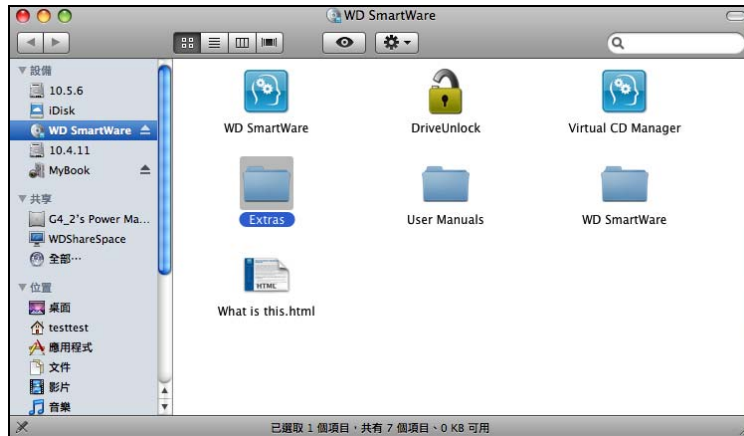 WD SmartWare
設備
10.5.6
iDisk
WD SmartWare
10.4.11
MyBook
共享
G4_2's Power Ma...
WDShareSpace
全部…
位置
桌面
testtest
應用程式
文件
影片
音樂
WD SmartWare DriveUnlock Virtual CD Manager
Extras User Manuals WD SmartWare
HTML
What is this.html
已選取 1 個項目，共有 7 個項目、0 KB 可用